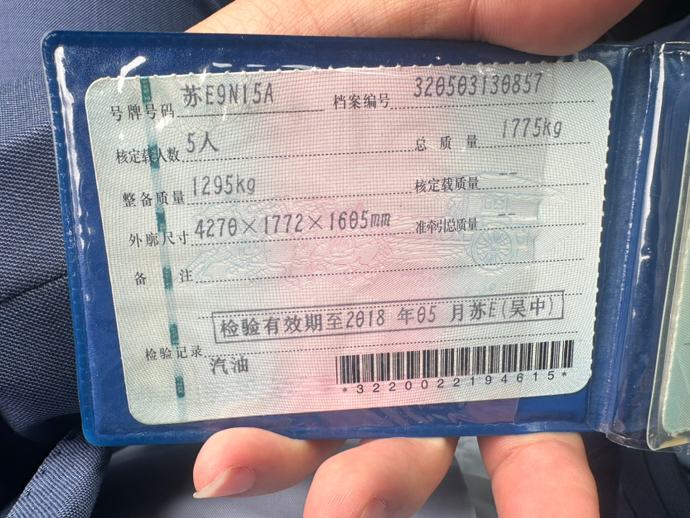 号牌号码 苏E9N15A 档案编号 320503130857
核定载人数 5人 总质量 1775kg
整备质量 1295kg 核定载质量 --
外廓尺寸 4270×1772×1605mm 准牵引总质量 --
备注
检验有效期至2018年05月苏E(吴中)
检验记录
汽油
*3220022194615*